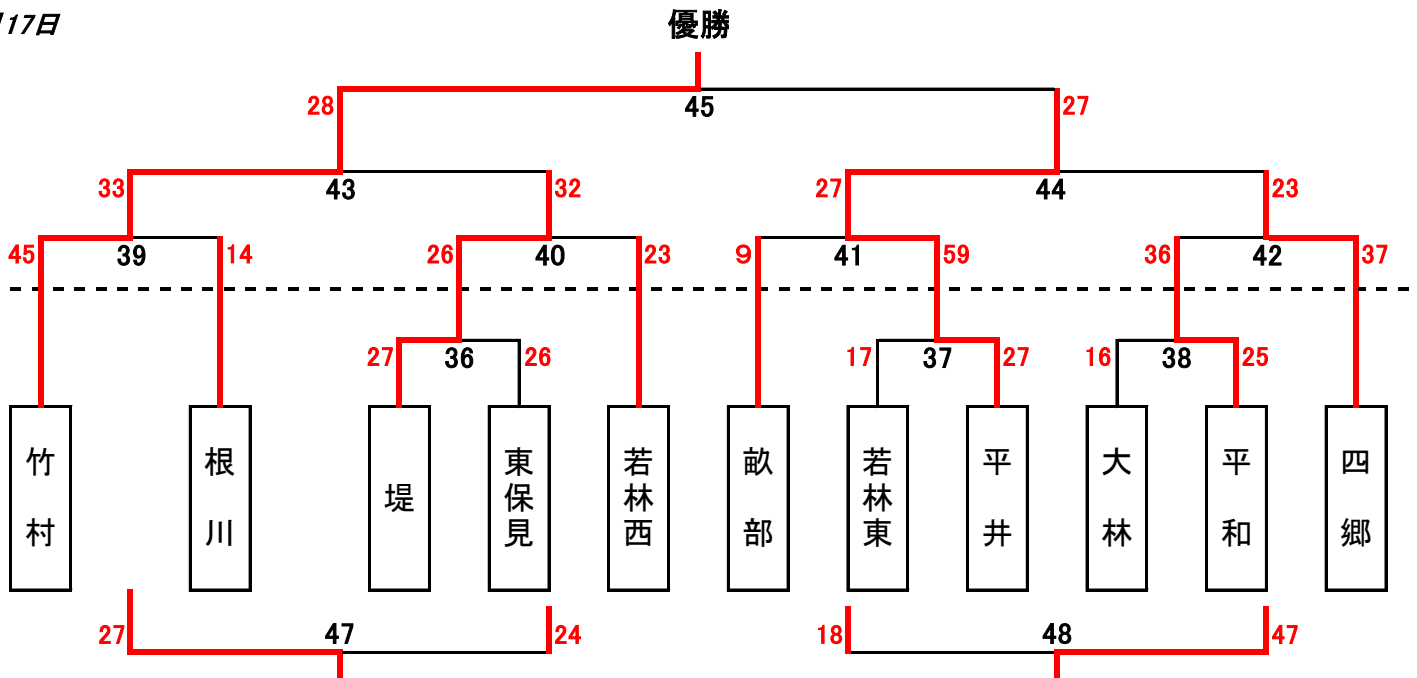 17日
優勝
28 45 27
33 43 32 27 44 23
45 39 14 26 40 23 9 41 59 36 42 37
27 36 26 17 37 27 16 38 25
竹村
根川
堤
東保見
若林西
畝部
若林東
平井
大林
平和
四郷
27 47 24 18 48 47